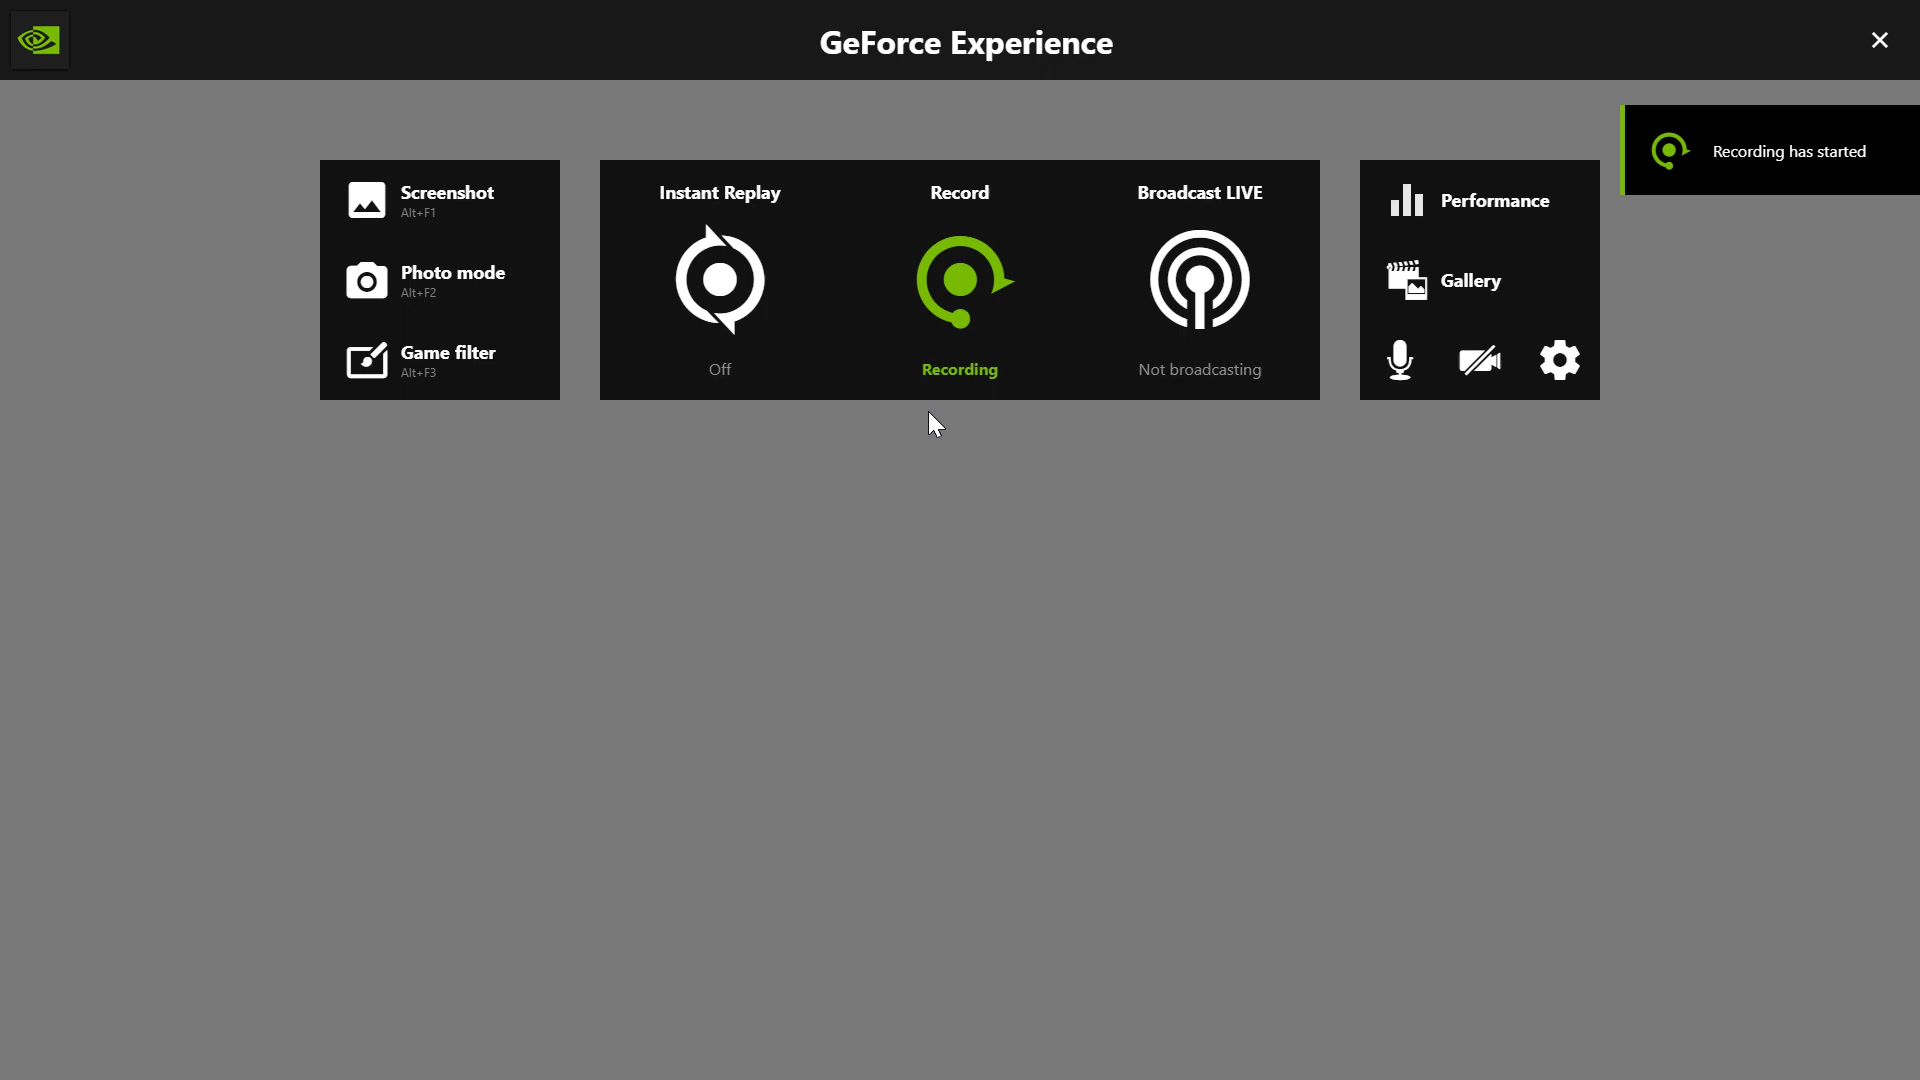 GeForce Experience
Recording has started
Screenshot
Alt+F1
Photo mode
Alt+F2
Game filter
Alt+F3
Instant Replay
Off
Record
Recording
Broadcast LIVE
Not broadcasting
Performance
Gallery